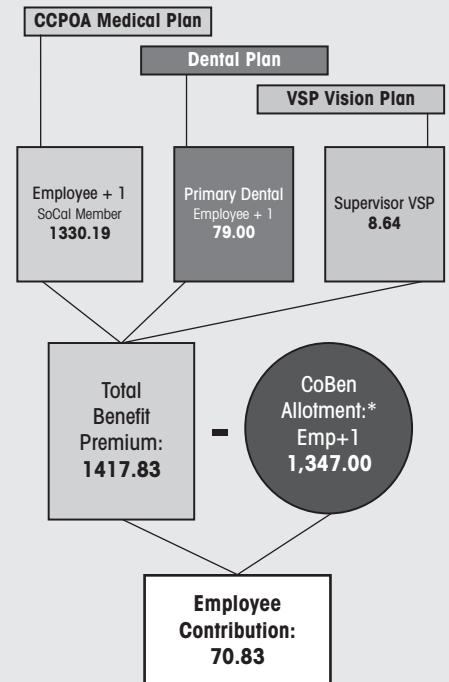 CCPOA Medical Plan
Dental Plan
VSP Vision Plan
Employee + 1
SoCal Member
1330.19
Primary Dental
Employee + 1
79.00
Supervisor VSP
8.64
Total
Benefit
Premium:
1417.83
-
CoBen
Allotment:*
Emp+1
1,347.00
Employee
Contribution:
70.83